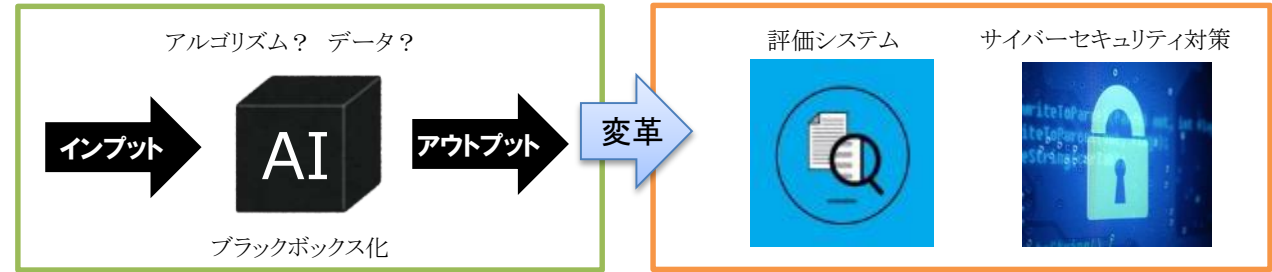 アルゴリズム？ データ？
インプット
AI
アウトプット
ブラックボックス化
変革
評価システム
サイバーセキュリティ対策